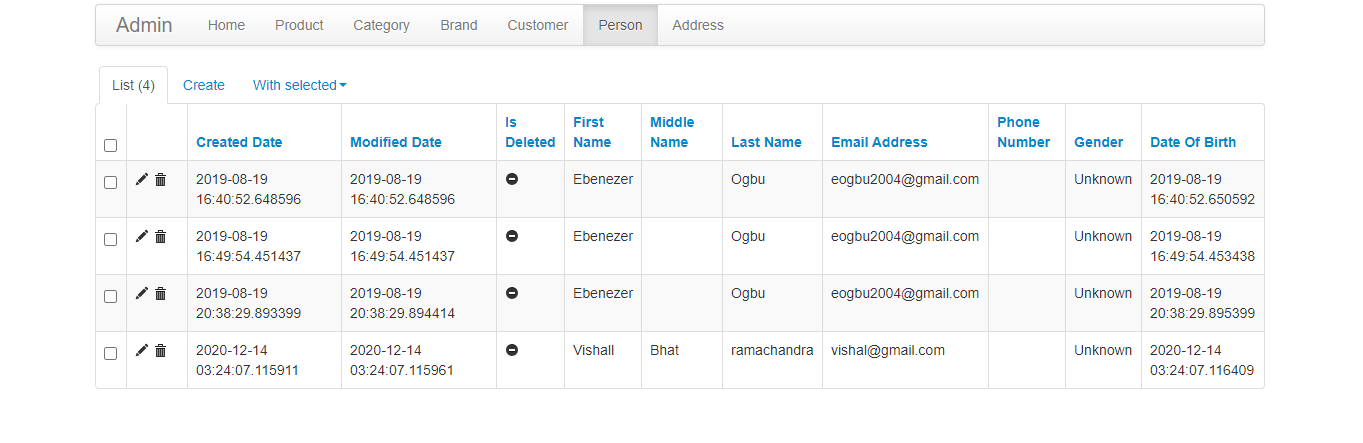 Admin Home Product Category Brand Customer Person Address
List (4) Create With selected
Created Date Modified Date Is Deleted First Name Middle Name Last Name Email Address Phone Number Gender Date Of Birth
2019-08-19 16:40:52.648596 2019-08-19 16:40:52.648596 Ebenezer Ogbu eogbu2004@gmail.com Unknown 2019-08-19 16:40:52.650592
2019-08-19 16:49:54.451437 2019-08-19 16:49:54.451437 Ebenezer Ogbu eogbu2004@gmail.com Unknown 2019-08-19 16:49:54.453438
2019-08-19 20:38:29.893399 2019-08-19 20:38:29.894414 Ebenezer Ogbu eogbu2004@gmail.com Unknown 2019-08-19 20:38:29.895399
2020-12-14 03:24:07.115911 2020-12-14 03:24:07.115961 Vishall Bhat ramachandra vishal@gmail.com Unknown 2020-12-14 03:24:07.116409